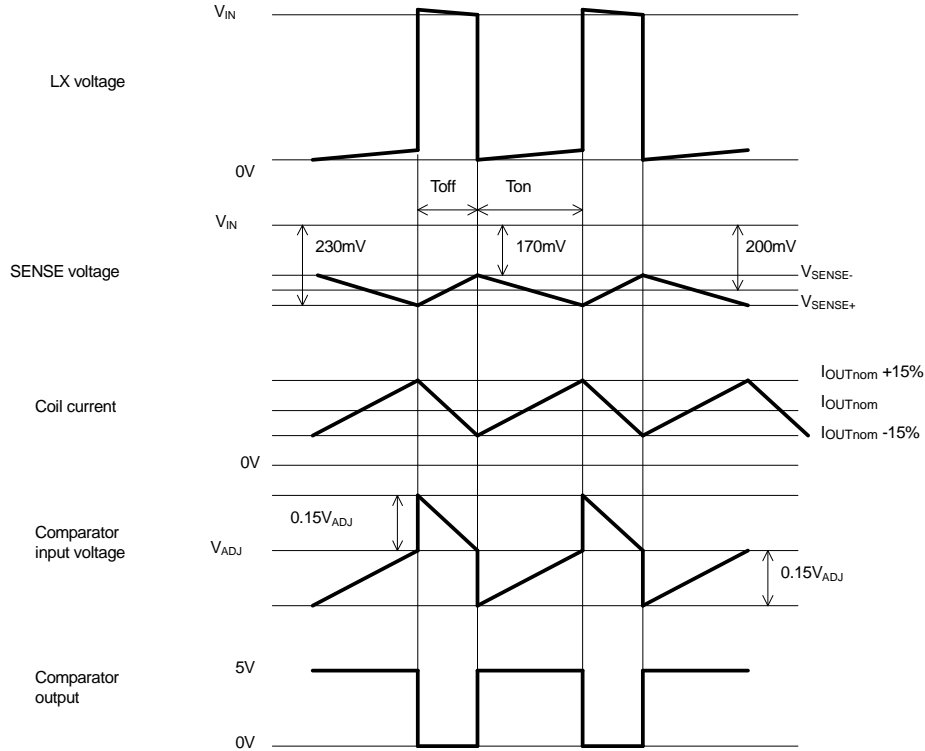 VIN
LX voltage
0V
Toff
Ton
VIN
230mV
170mV
200mV
SENSE voltage
VSENSE-
VSENSE+
IOUTnom +15%
Coil current
IOUTnom
IOUTnom -15%
0V
0.15VADJ
Comparator
input voltage
VADJ
0.15VADJ
5V
Comparator
output
0V